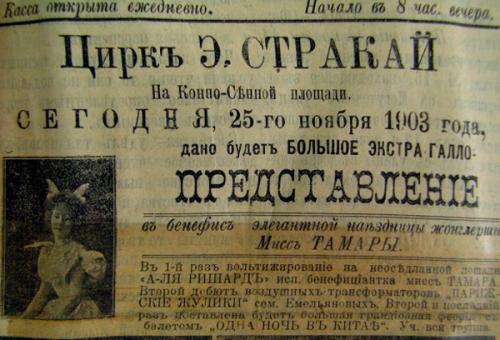 Касса открыта ежедневно. Начало въ 8 час. вечера.
Циркъ Э. СТРАКАЙ
На Конно-Сѣнной площади.
СЕГОДНЯ, 25-го ноября 1903 года,
дано будетъ БОЛЬШОЕ ЭКСТРА ГАЛЛО-
ПРЕДСТАВЛЕНІЕ
въ бенефисъ элегантной наѣздницы жонглерши
Миссъ ТАМАРЫ.
Въ 1-й разъ вольтижированіе на неосѣдланной лошади
«А-ЛЯ РИШАРДЪ» исп. бенефиціантка миссъ ТАМАРА
Второй дебютъ воздушныхъ трансформаторовъ «ПАРИЖ-
СКІЕ ЖУЛИКИ» сем. Емельяновыхъ. Второй и послѣдній
разъ поставлена будетъ большая грандіозная феерія съ
балетомъ „ОДНА НОЧЬ ВЪ КИТАѢ“. Уч. вся труппа.